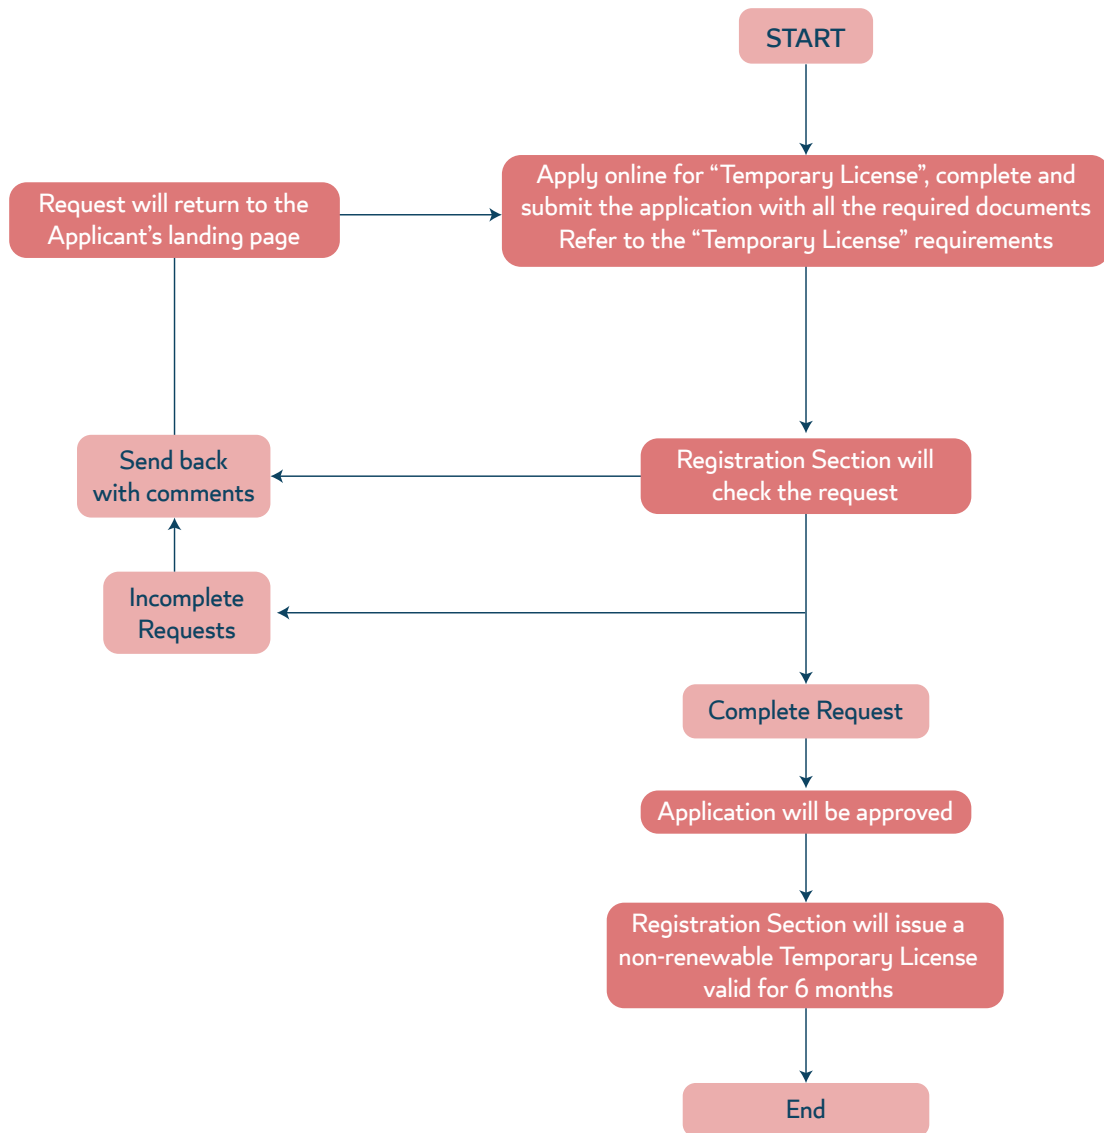 START
Apply online for “Temporary License”, complete and
submit the application with all the required documents
Refer to the “Temporary License” requirements
Request will return to the
Applicant’s landing page
Send back
with comments
Registration Section will
check the request
Incomplete
Requests
Complete Request
Application will be approved
Registration Section will issue a
non-renewable Temporary License
valid for 6 months
End